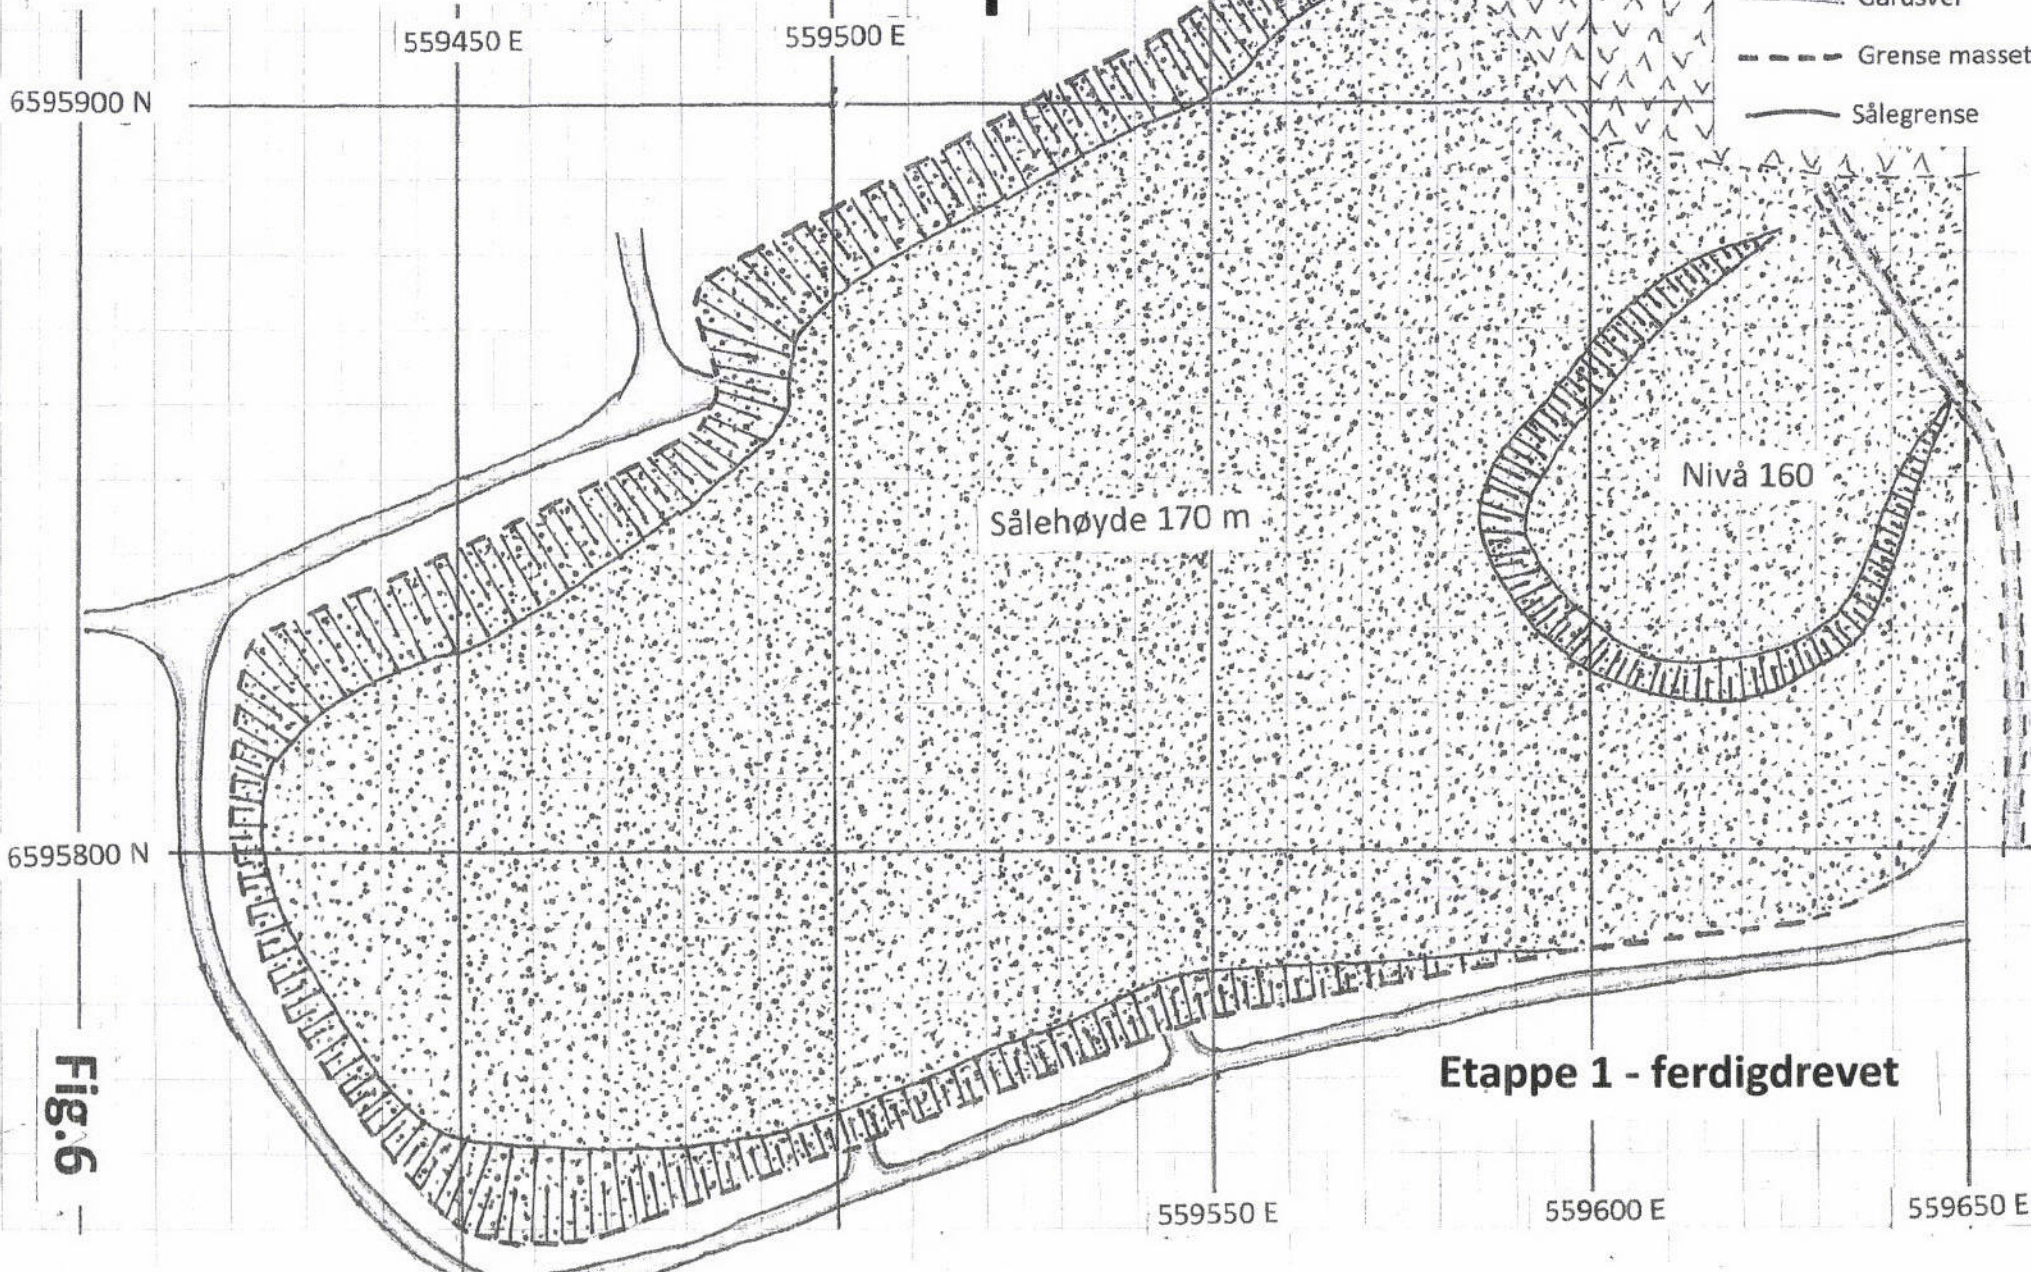 559450 E
559500 E
6595900 N
Grense masset
Sålegrense
Nivå 160
Sålehøyde 170 m
6595800 N
Etappe 1 - ferdigdrevet
Fig.6
559550 E
559600 E
559650 E